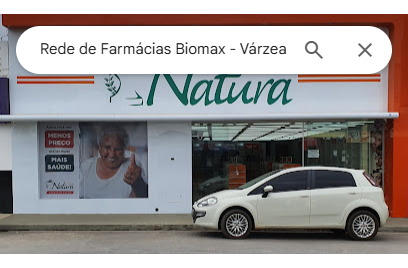 Rede de Farmácias Biomax - Várzea
Natura
MENOS
PREÇO
MAIS
SAÚDE!
Natura